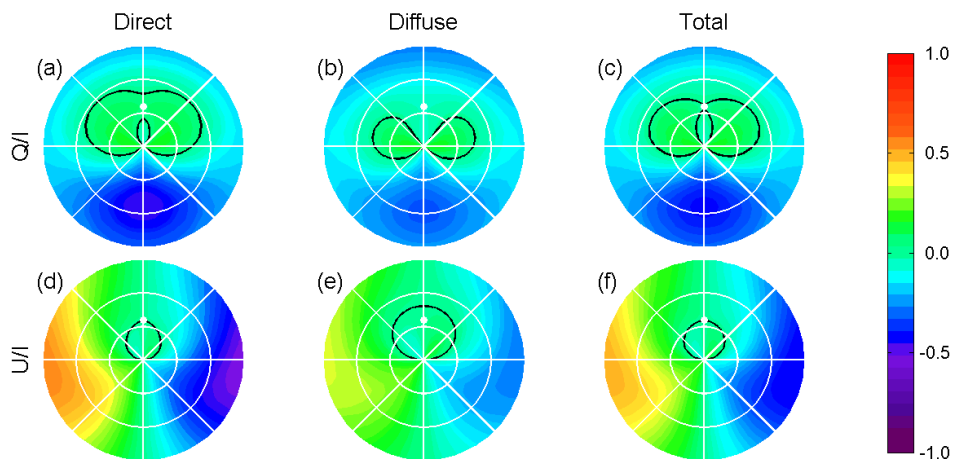 Direct Diffuse Total
(a) (b) (c) 1.0
Q/I
0.5
0.0
(d) (e) (f)
U/I
-0.5
-1.0